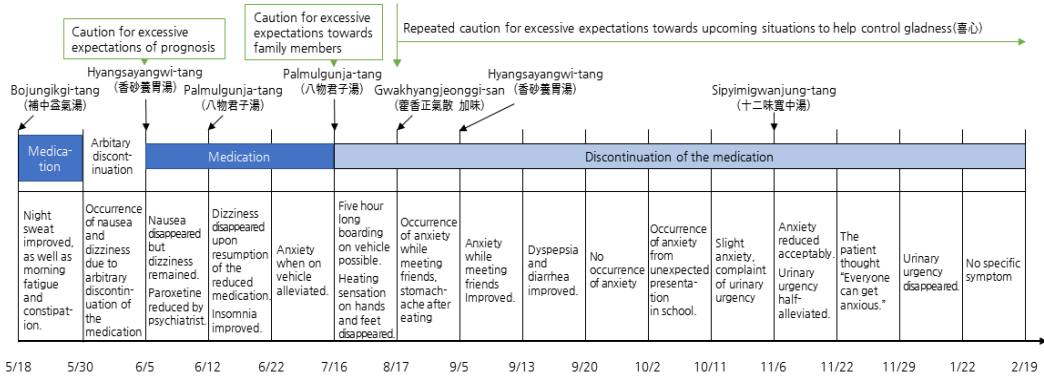 Caution for excessive
expectations of prognosis
Caution for excessive
expectations towards
family members
Repeated caution for excessive expectations towards upcoming situations to help control gladness(喜心)
Bojungikgi-tang
(補中益氣湯)
Hyangsayangwi-tang
(香砂養胃湯)
Palmulgunja-tang
(八物君子湯)
Palmulgunja-tang
(八物君子湯)
Gwakhyangjeonggi-san
(藿香正氣散 加味)
Hyangsayangwi-tang
(香砂養胃湯)
Sipyimigwanjung-tang
(十二味寬中湯)
Medica-
tion
Arbitary
discont-
inuation
Medication
Discontinuation of the medication
Night
sweat
improved,
as well as
morning
fatigue
and
constipat-
ion.
Occurrence
of nausea
and
dizziness
due to
arbitrary
discontin-
uation of
the
medication
Nausea
disappeared
but
dizziness
remained.
Paroxetine
reduced by
psychiatrist.
Dizziness
disappeared
upon
resumption
of the
reduced
medication.
Insomnia
improved.
Anxiety
when on
vehicle
alleviated.
Five hour
long
boarding
on vehicle
possible.
Heating
sensation
on hands
and feet
disappeared.
Occurrence
of anxiety
while
meeting
friends,
stomach-
ache after
eating
Anxiety
while
meeting
friends
Improved.
Dyspepsia
and
diarrhea
improved.
No
occurrence
of anxiety
Occurrence
of anxiety
from
unexpected
presenta-
tion
in school.
Slight
anxiety,
complaint
of urinary
urgency
Anxiety
reduced
acceptably.
Urinary
urgency
half-
alleviated.
The
patient
thought
"Everyone
can get
anxious."
Urinary
urgency
disappeared.
No specific
symptom
5/18
5/30
6/5
6/12
6/22
7/16
8/17
9/5
9/13
9/20
10/2
10/11
11/6
11/22
11/29
1/22
2/19